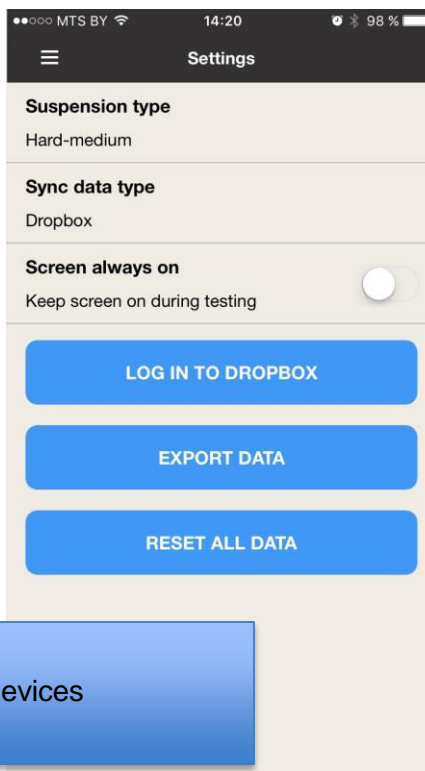 MTS BY 14:20 98 %
Settings
Suspension type
Hard-medium
Sync data type
Dropbox
Screen always on
Keep screen on during testing
LOG IN TO DROPBOX
EXPORT DATA
RESET ALL DATA
evices